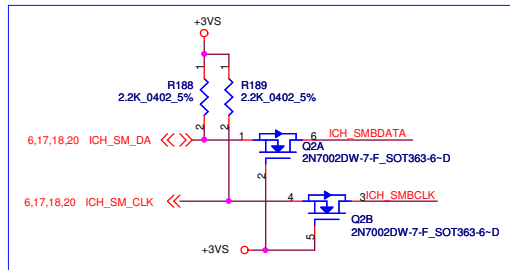 +3VS
1
1
R188
2.2K_0402_5%
R189
2.2K_0402_5%
2
2
6,17,18,20 ICH_SM_DA
1
6
ICH_SMBDATA
Q2A
2N7002DW-7-F_SOT363-6~D
2
6,17,18,20 ICH_SM_CLK
4
3
ICH_SMBCLK
Q2B
2N7002DW-7-F_SOT363-6~D
5
+3VS